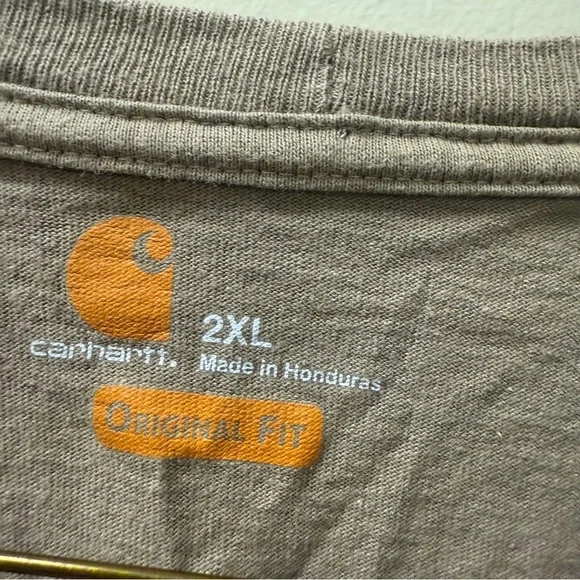 carhartt.
2XL
Made in Honduras
ORIGINAL FIT